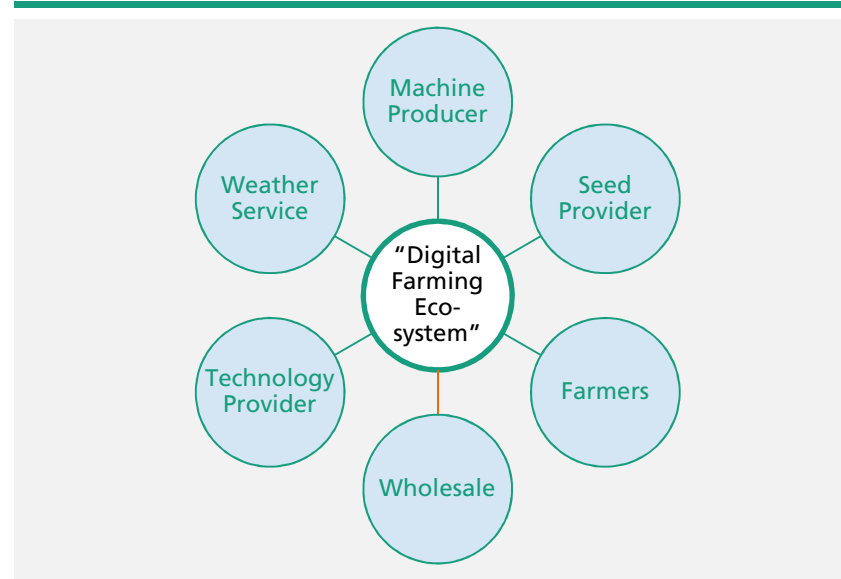 Machine
Producer
Weather
Service
Seed
Provider
“Digital
Farming
Eco-
system”
Technology
Provider
Farmers
Wholesale